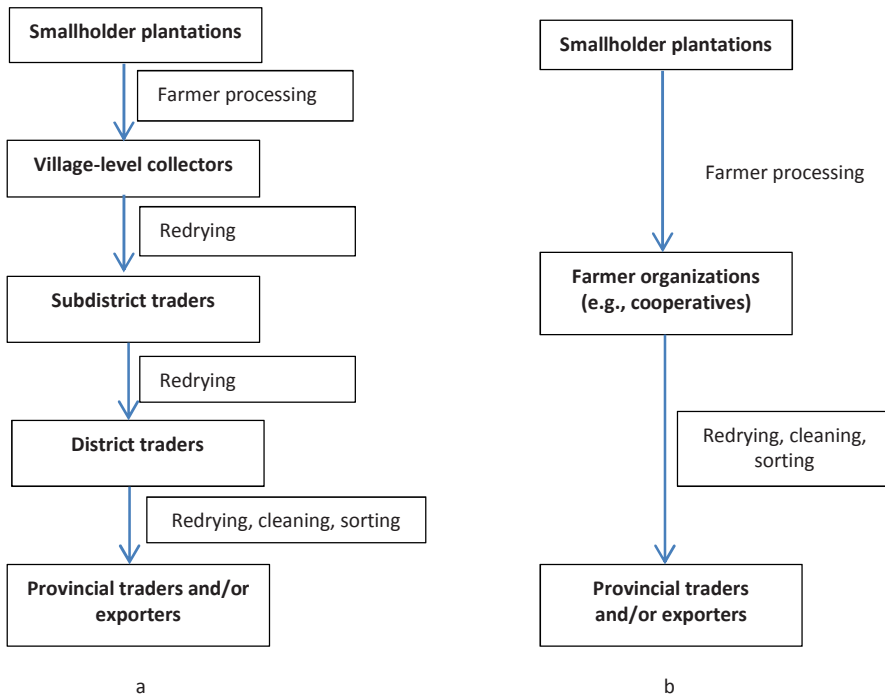 Smallholder plantations
Farmer processing
Village-level collectors
Redrying
Subdistrict traders
Redrying
District traders
Redrying, cleaning, sorting
Provincial traders and/or
exporters
a
Smallholder plantations
Farmer processing
Farmer organizations
(e.g., cooperatives)
Redrying, cleaning,
sorting
Provincial traders
and/or exporters
b